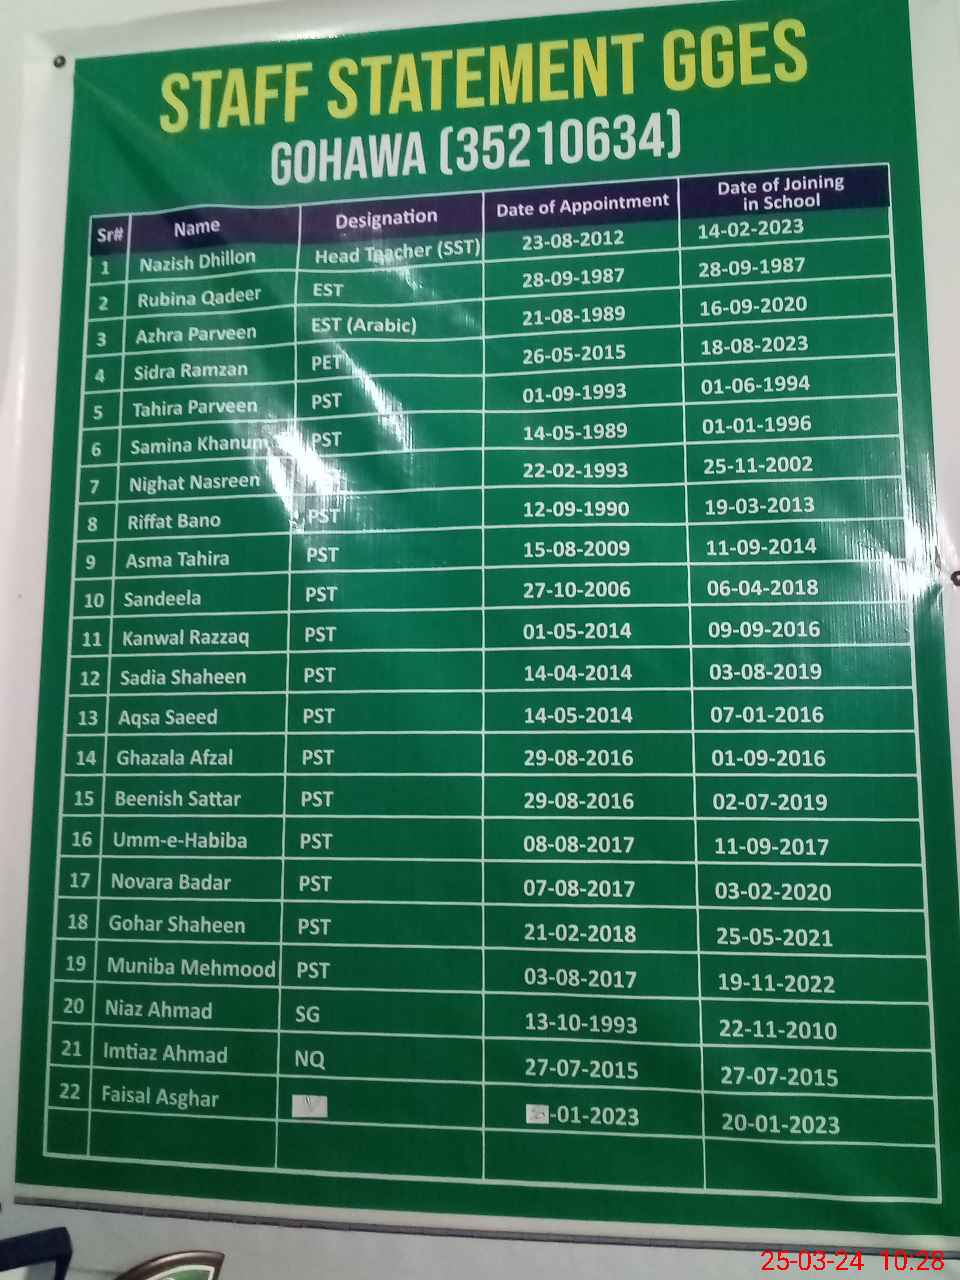 STAFF STATEMENT GGES
GOHAWA (35210634)
Sr# Name Designation Date of Appointment Date of Joining in School
1 Nazish Dhillon Head Teacher (SST) 23-08-2012 14-02-2023
2 Rubina Qadeer EST 28-09-1987 28-09-1987
3 Azhra Parveen EST (Arabic) 21-08-1989 16-09-2020
4 Sidra Ramzan PET 26-05-2015 18-08-2023
5 Tahira Parveen PST 01-09-1993 01-06-1994
6 Samina Khanum PST 14-05-1989 01-01-1996
7 Nighat Nasreen 22-02-1993 25-11-2002
8 Riffat Bano PST 12-09-1990 19-03-2013
9 Asma Tahira PST 15-08-2009 11-09-2014
10 Sandeela PST 27-10-2006 06-04-2018
11 Kanwal Razzaq PST 01-05-2014 09-09-2016
12 Sadia Shaheen PST 14-04-2014 03-08-2019
13 Aqsa Saeed PST 14-05-2014 07-01-2016
14 Ghazala Afzal PST 29-08-2016 01-09-2016
15 Beenish Sattar PST 29-08-2016 02-07-2019
16 Umm-e-Habiba PST 08-08-2017 11-09-2017
17 Novara Badar PST 07-08-2017 03-02-2020
18 Gohar Shaheen PST 21-02-2018 25-05-2021
19 Muniba Mehmood PST 03-08-2017 19-11-2022
20 Niaz Ahmad SG 13-10-1993 22-11-2010
21 Imtiaz Ahmad NQ 27-07-2015 27-07-2015
22 Faisal Asghar -01-2023 20-01-2023
25-03-24 10:28